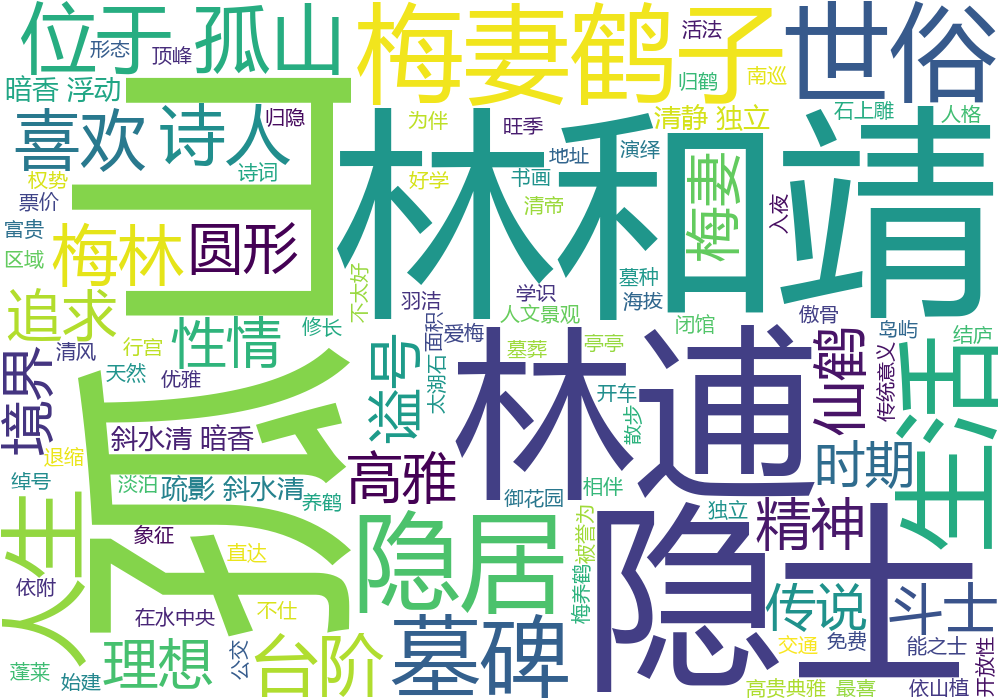 位于 孤山
梅妻鹤子
世俗
形态
顶峰
活法
归鹤
南巡
暗香 浮动
喜欢
诗人
归隐
为伴
旺季
清静 独立
石上雕
人格
孤山
林和靖
地址
演绎
诗词
权势
好学
书画
梅妻
票价
清帝
入夜
富贵
梅林
圆形
区域
不太好
墓种
追求
羽洁
学识
海拔
性情
修长
面积
爱梅
人文景观
闭馆
傲骨
岛屿
结庐
境界
清风
行宫
谥号
墓葬
亭亭
林逋
仙鹤
传统意义
生活
天然
优雅
太湖石
开车
散步
斜水清 暗香
退缩
高雅
时期
绰号
淡泊
疏影 斜水清
养鹤
御花园
相伴
隐士
独立
精神
人生
象征
隐居
被誉为
直达
依附
梅养鹤
在水中央
不仕
传说
斗士
墓碑
理想
台阶
公交
交通
免费
能之士
开放性
蓬莱
始建
高贵典雅
最喜
依山植